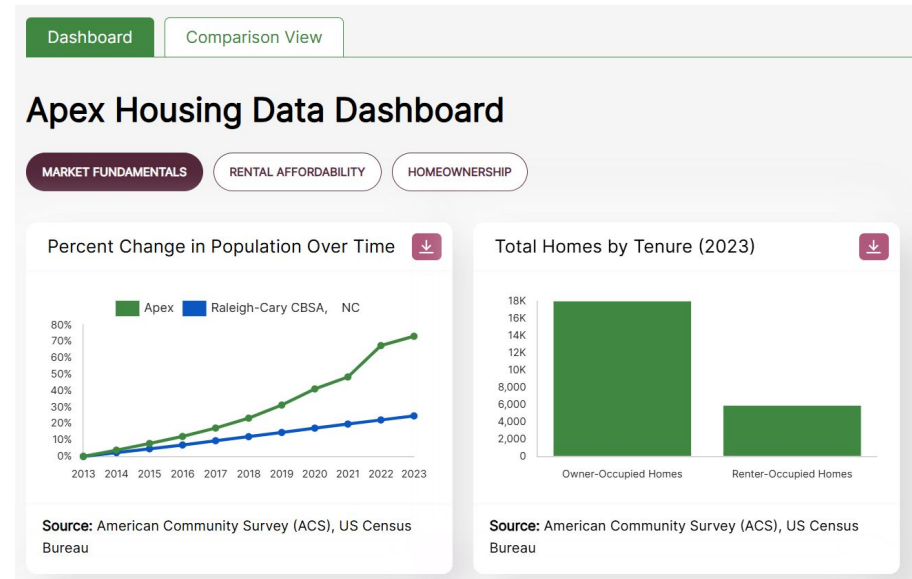 Dashboard
Comparison View
Apex Housing Data Dashboard
MARKET FUNDAMENTALS
RENTAL AFFORDABILITY
HOMEOWNERSHIP
Percent Change in Population Over Time
Apex
Raleigh-Cary CBSA, NC
80%
70%
60%
50%
40%
30%
20%
10%
0%
2013 2014 2015 2016 2017 2018 2019 2020 2021 2022 2023
Source: American Community Survey (ACS), US Census
Bureau
Total Homes by Tenure (2023)
18K
16K
14K
12K
10K
8,000
6,000
4,000
2,000
0
Owner-Occupied Homes
Renter-Occupied Homes
Source: American Community Survey (ACS), US Census
Bureau